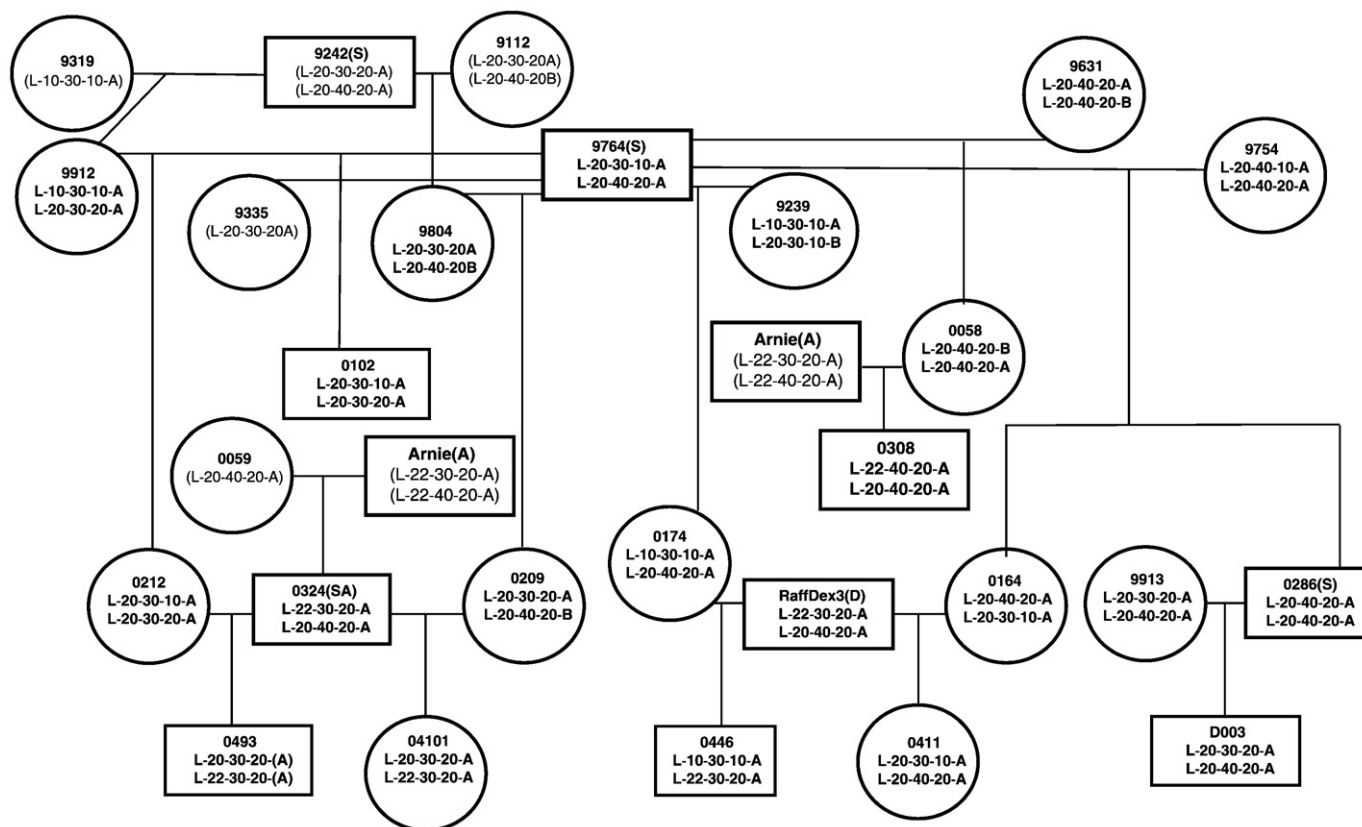 9319
(L-10-30-10-A)
9242(S)
(L-20-30-20-A)
(L-20-40-20-A)
9112
(L-20-30-20A)
(L-20-40-20B)
9631
L-20-40-20-A
L-20-40-20-B
9912
L-10-30-10-A
L-20-30-20-A
9764(S)
L-20-30-10-A
L-20-40-20-A
9754
L-20-40-10-A
L-20-40-20-A
9335
(L-20-30-20A)
9804
L-20-30-20A
L-20-40-20B
9239
L-10-30-10-A
L-20-30-10-B
0102
L-20-30-10-A
L-20-30-20-A
Arnie(A)
(L-22-30-20-A)
(L-22-40-20-A)
0058
L-20-40-20-B
L-20-40-20-A
0308
L-22-40-20-A
L-20-40-20-A
0059
(L-20-40-20-A)
Arnie(A)
(L-22-30-20-A)
(L-22-40-20-A)
0212
L-20-30-10-A
L-20-30-20-A
0324(SA)
L-22-30-20-A
L-20-40-20-A
0209
L-20-30-20-A
L-20-40-20-B
0174
L-10-30-10-A
L-20-40-20-A
RaffDex3(D)
L-22-30-20-A
L-20-40-20-A
0164
L-20-40-20-A
L-20-30-10-A
9913
L-20-30-20-A
L-20-40-20-A
0286(S)
L-20-40-20-A
L-20-40-20-A
0493
L-20-30-20-(A)
L-22-30-20-(A)
04101
L-20-30-20-A
L-22-30-20-A
0446
L-10-30-10-A
L-22-30-20-A
0411
L-20-30-10-A
L-20-40-20-A
D003
L-20-30-20-A
L-20-40-20-A